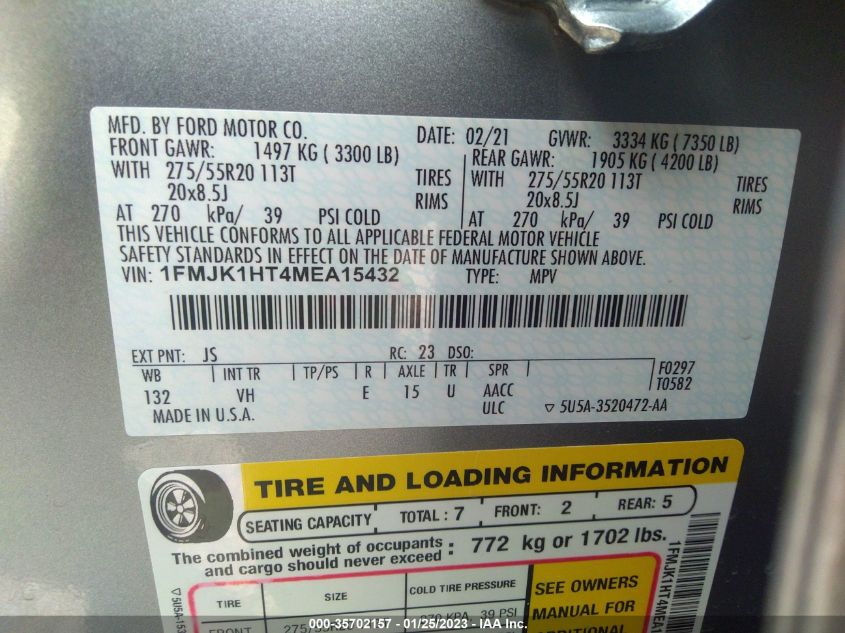 MFD. BY FORD MOTOR CO.
DATE: 02/21 GVWR: 3334 KG ( 7350 LB)
FRONT GAWR: 1497 KG ( 3300 LB)
REAR GAWR: 1905 KG ( 4200 LB)
WITH 275/55R20 113T TIRES
WITH 275/55R20 113T TIRES
20x8.5J RIMS
20x8.5J RIMS
AT 270 kPa/ 39 PSI COLD
AT 270 kPa/ 39 PSI COLD
THIS VEHICLE CONFORMS TO ALL APPLICABLE FEDERAL MOTOR VEHICLE
SAFETY STANDARDS IN EFFECT ON THE DATE OF MANUFACTURE SHOWN ABOVE.
VIN: 1FMJK1HT4MEA15432 TYPE: MPV
EXT PNT: JS RC: 23 DSO:
WB INT TR TP/PS R AXLE TR SPR F0297
T0582
132 VH E 15 U AACC
MADE IN U.S.A. ULC ▽ 5U5A-3520472-AA
TIRE AND LOADING INFORMATION
SEATING CAPACITY TOTAL : 7 FRONT: 2 REAR: 5
The combined weight of occupants
and cargo should never exceed : 772 kg or 1702 lbs.
TIRE SIZE COLD TIRE PRESSURE
SEE OWNERS
MANUAL FOR
FRONT 39 PSI
▽ 5U5A-153
000-35702157 - 01/25/2023 - IAA Inc.